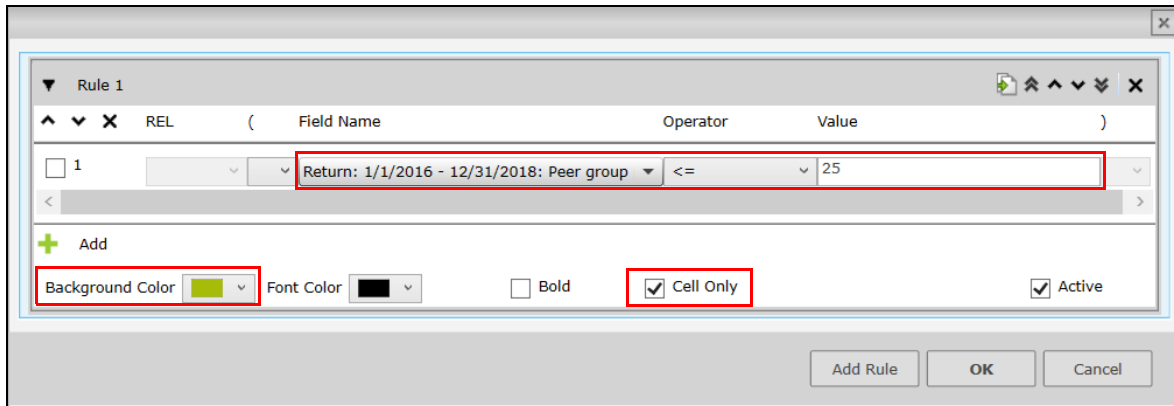 Rule 1
REL ( Field Name Operator Value )
1 Return: 1/1/2016 - 12/31/2018: Peer group <= 25
Add
Background Color Font Color Bold Cell Only Active
Add Rule OK Cancel